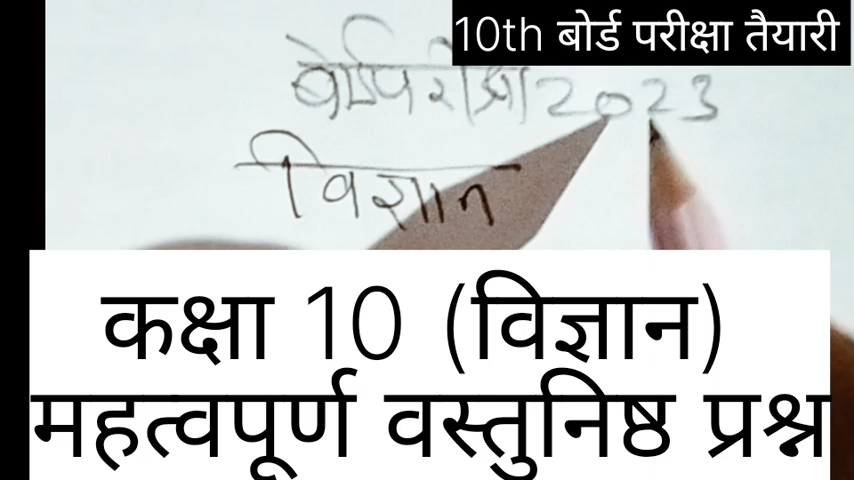 10th बोर्ड परीक्षा तैयारी
बोर्ड परीक्षा 2023
विज्ञान
कक्षा 10 (विज्ञान)
महत्वपूर्ण वस्तुनिष्ठ प्रश्न